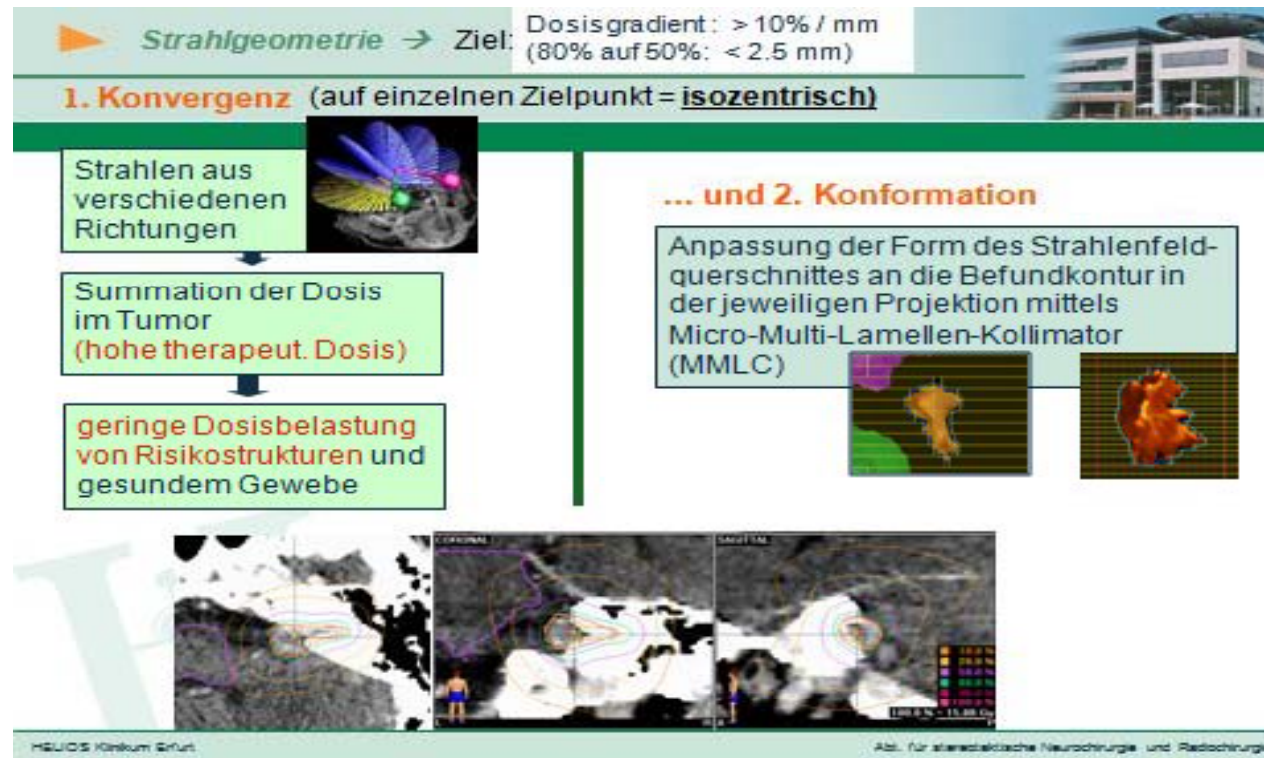 Strahlgeometrie → Ziel:
Dosisgradient: >10% / mm
(80% auf 50%: < 2.5 mm)
1. Konvergenz (auf einzelnen Zielpunkt = isozentrisch)
Strahlen aus
verschiedenen
Richtungen
Summation der Dosis
im Tumor
(hohe therapeut. Dosis)
geringe Dosisbelastung
von Risikostrukturen und
gesundem Gewebe
... und 2. Konformation
Anpassung der Form des Strahlenfeld-
querschnittes an die Befundkontur in
der jeweiligen Projektion mittels
Micro-Multi-Lamellen-Kollimator
(MMLC)
CORONAL
SAGITTAL
HELIOS Klinikum Erfurt
Abt. für stereotaktische Neurochirurgie und Radiochirurgi